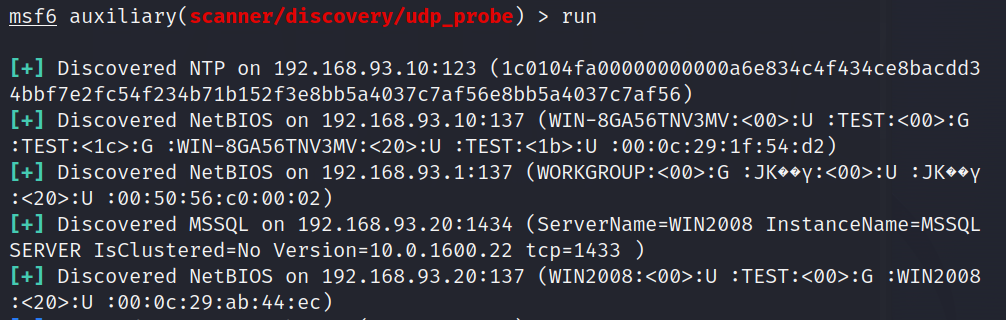 msf6 auxiliary(scanner/discovery/udp_probe) > run
[+] Discovered NTP on 192.168.93.10:123 (1c0104fa00000000000a6e834c4f434ce8bacdd3
4bbf7e2fc54f234b71b152f3e8bb5a4037c7af56e8bb5a4037c7af56)
[+] Discovered NetBIOS on 192.168.93.10:137 (WIN-8GA56TNV3MV:<00>:U :TEST:<00>:G
:TEST:<1c>:G :WIN-8GA56TNV3MV:<20>:U :TEST:<1b>:U :00:0c:29:1f:54:d2)
[+] Discovered NetBIOS on 192.168.93.1:137 (WORKGROUP:<00>:G :JK��γ:<00>:U :JK��γ
:<20>:U :00:50:56:c0:00:02)
[+] Discovered MSSQL on 192.168.93.20:1434 (ServerName=WIN2008 InstanceName=MSSQL
SERVER IsClustered=No Version=10.0.1600.22 tcp=1433 )
[+] Discovered NetBIOS on 192.168.93.20:137 (WIN2008:<00>:U :TEST:<00>:G :WIN2008
:<20>:U :00:0c:29:ab:44:ec)